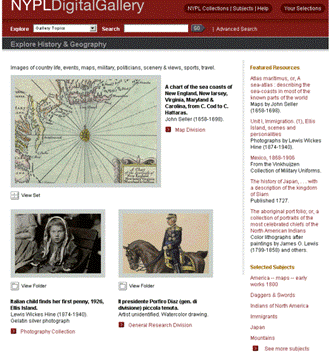 NYPLDigitalGallery
NYPL Collections | Subjects | Help
Your Selections
Explore
Gallery Topics
Search
GO
| Advanced Search
Explore History & Geography
Images of country life, events, maps, military, politicians, scenery & views, sports, travel.
A chart of the sea coasts of
New England, New Jersey,
Virginia, Maryland &
Carolina, from C. Cod to C.
Hattaras.
John Seller (1658-1698).
Map Division
View Set
View Folder
Italian child finds her first penny, 1926,
Ellis Island.
Lewis Wickes Hine (1874-1940).
Gelatin silver photograph
Photography Collection
View Folder
Il presidente Porfiro Diaz (gen. di
divizione) piccola tenuta.
Artist unidentified. Watercolor drawing.
General Research Division
Featured Resources
Atlas maritimus, or, A
sea-atlas : describing the
sea-coasts in most of the
known parts of the world
Maps by John Seller
(1658-1698).
Unit I, Immigration. (1), Ellis
Island, scenes and
personalities
Photographs by Lewis Wickes
Hine (1874-1940).
Mexico, 1868-1906
From the Vinkhuijzen
Collection of Military Uniforms.
The history of Japan, . . . with
a description of the kingdom
of Siam
Published 1727.
The aboriginal port folio; or, a
collection of portraits of the
most celebrated chiefs of the
North American Indians
Color lithographs after
paintings by James O. Lewis
(1799-1858) and others.
Selected Subjects
America -- maps -- early
works 1800
Daggers & Swords
Indians of North America
Immigrants
Japan
Mountains
See more subjects